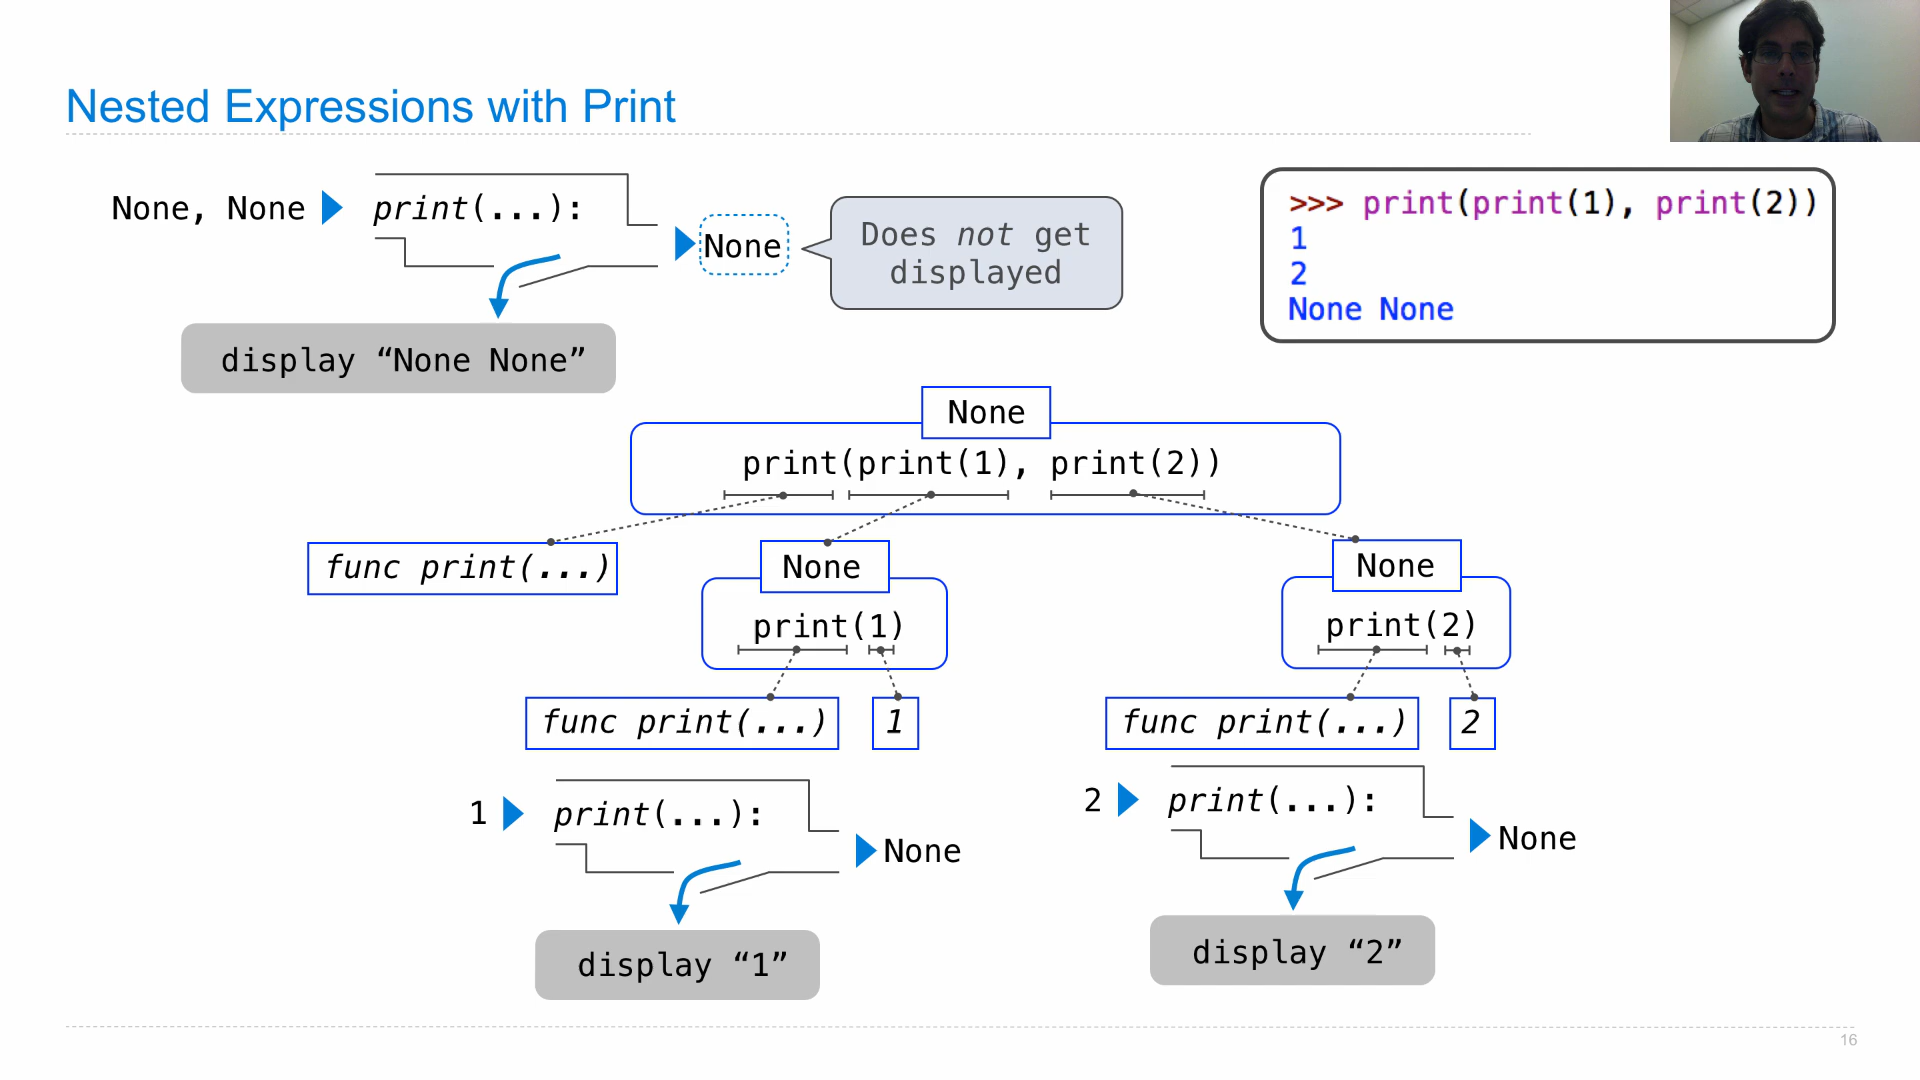 Nested Expressions with Print
None, None print(...):
None
Does not get
displayed
display “None None”
>>> print(print(1), print(2))
1
2
None None
None
print(print(1), print(2))
func print(...)
None
print(1)
None
print(2)
func print(...)
1
func print(...)
2
1 print(...):
None
display “1”
2 print(...):
None
display “2”
16